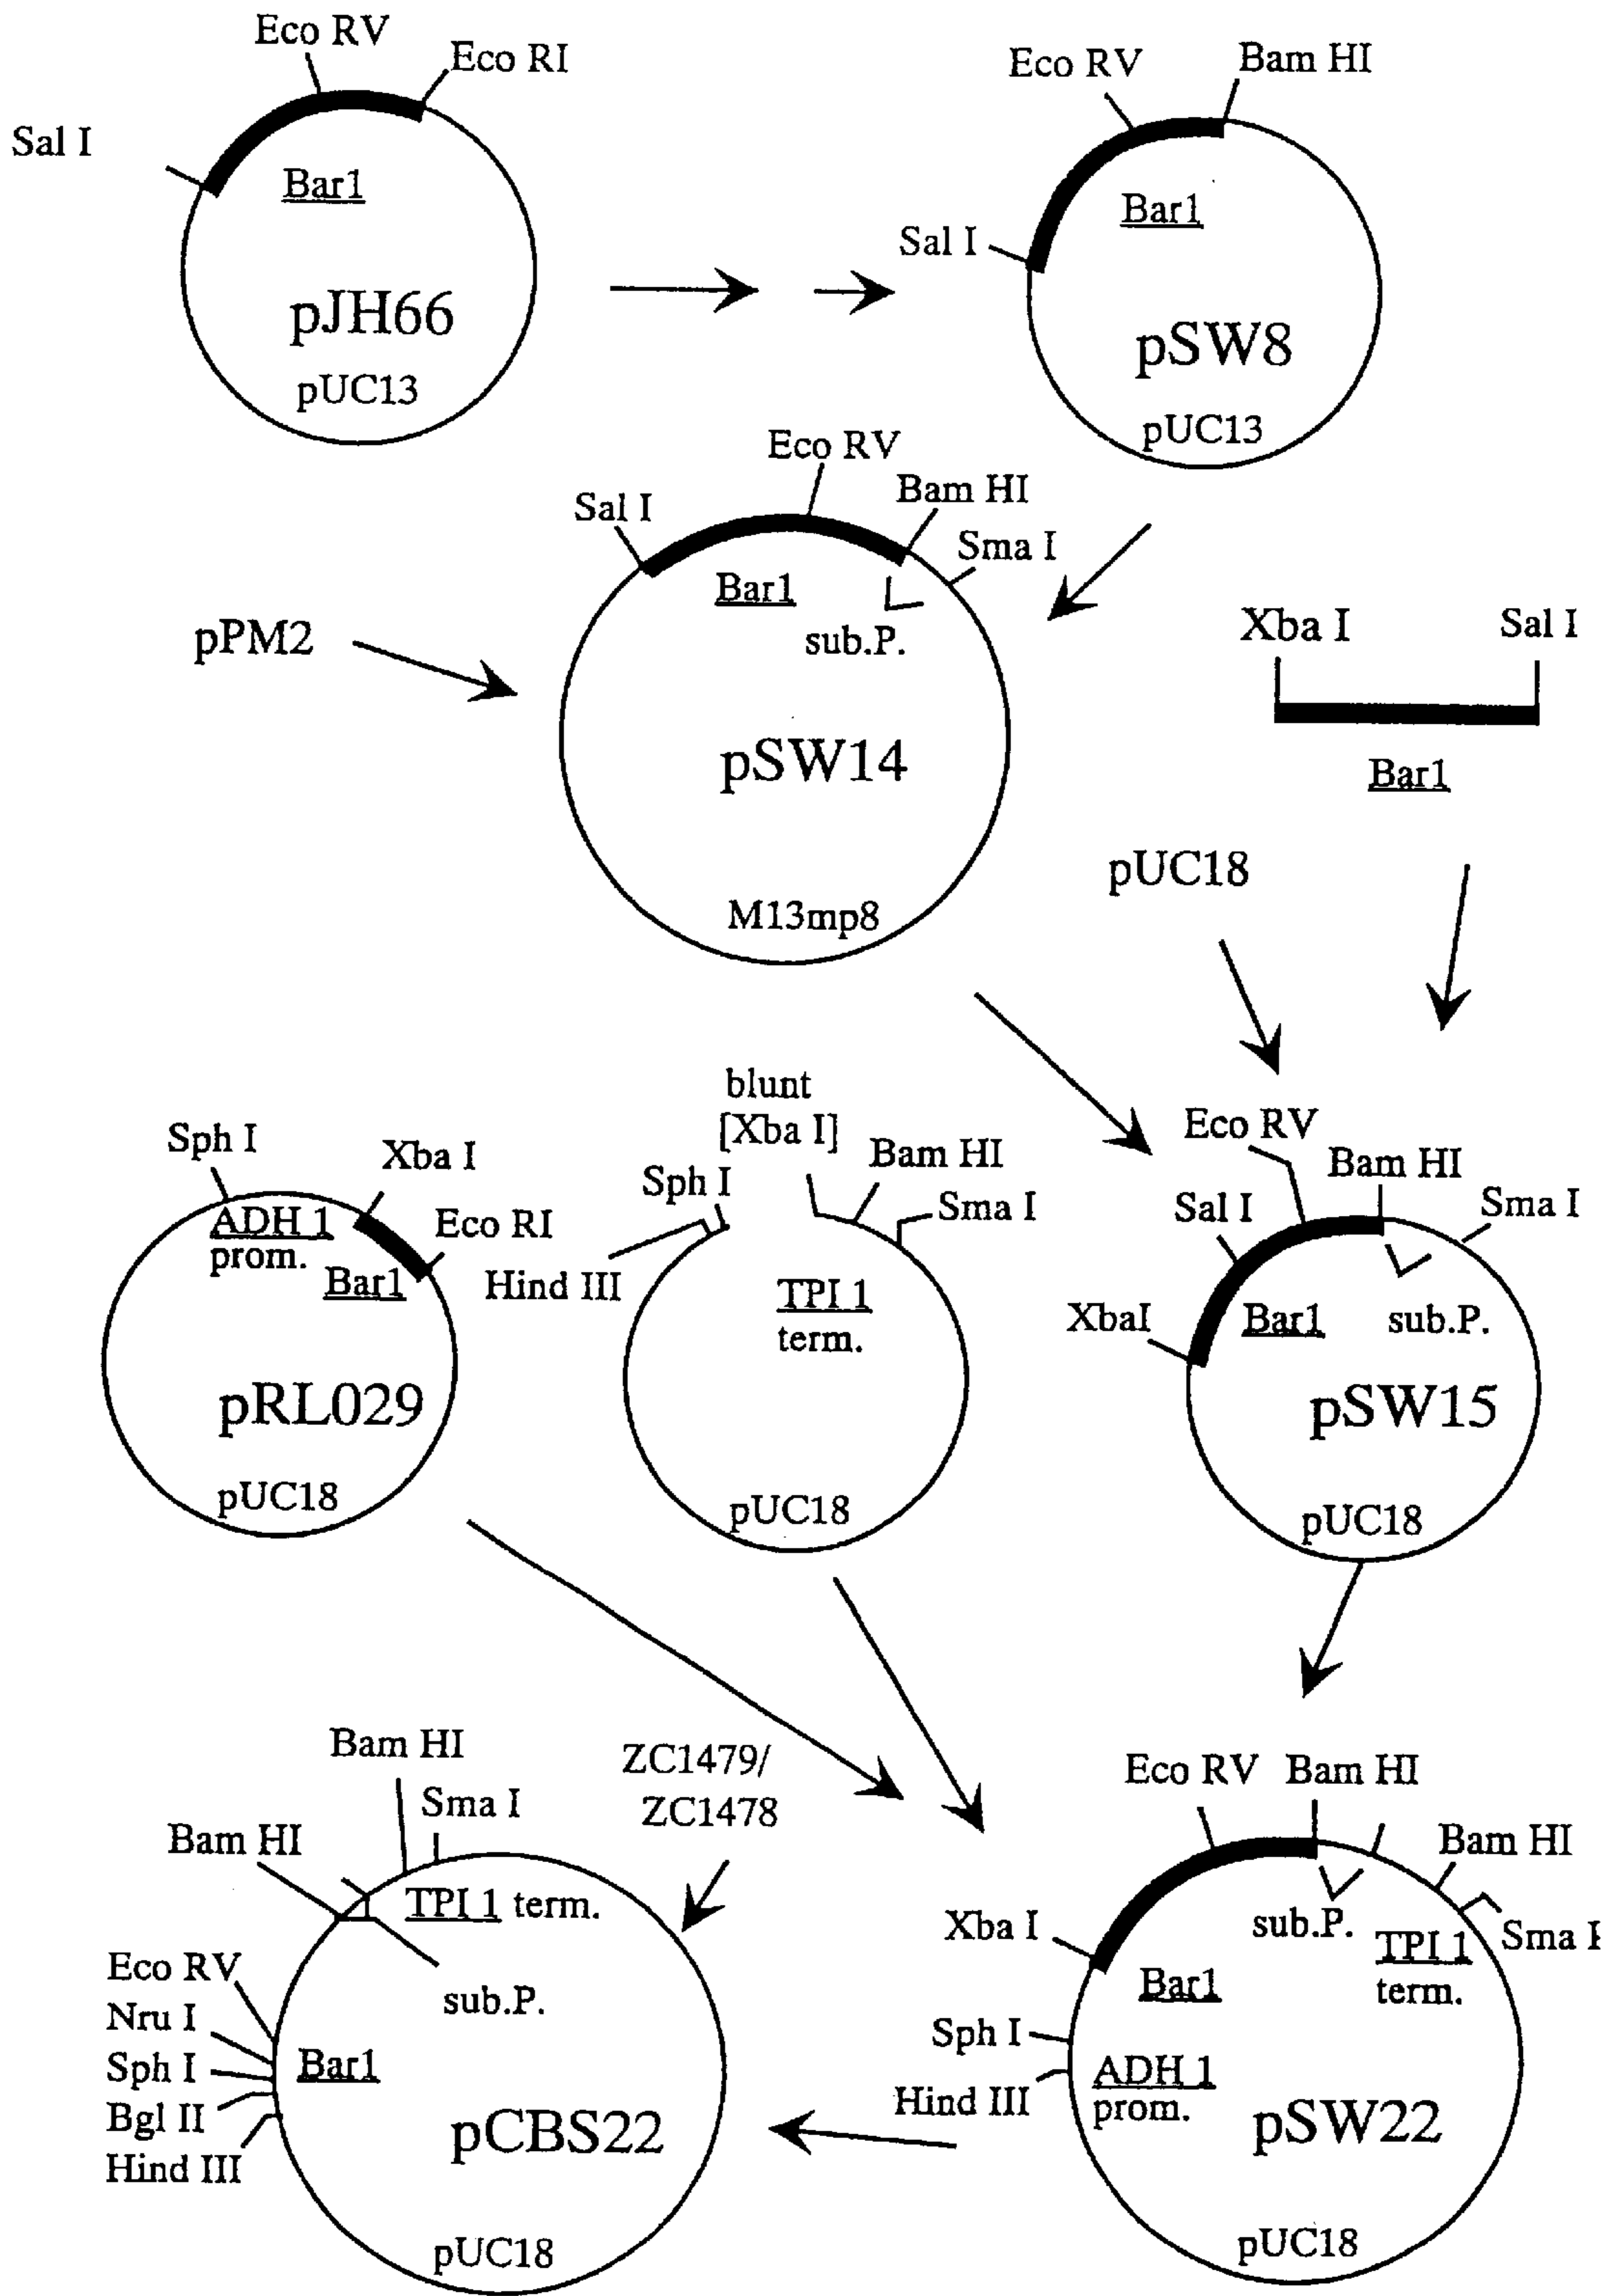 Eco RV
Eco RI
Sal I
Bar1
pJH66
pUC13
Eco RV
Bam HI
Bar1
Sal I
pSW8
pUC13
Eco RV
Sal I
Bam HI
Sma I
Bar1
sub.P.
pPM2
pSW14
M13mp8
Xba I
Sal I
Bar1
pUC18
Sph I
Xba I
ADH 1
prom.
Eco RI
Bar1
pRL029
pUC18
blunt
[Xba I]
Bam HI
Sph I
Sma I
Hind III
TPI 1
term.
pUC18
Eco RV
Bam HI
Sal I
Sma I
XbaI
Bar1
sub.P.
pSW15
pUC18
Bam HI
Sma I
Bam HI
ZC1479/
ZC1478
TPI 1 term.
Eco RV
sub.P.
Nru I
Sph I
Bar1
Bgl II
Hind III
pCBS22
pUC18
Eco RV
Bam HI
Bam HI
Xba I
sub.P.
Sma I
TPI 1
term.
Bar1
Sph I
Hind III
ADH 1
prom.
pSW22
pUC18